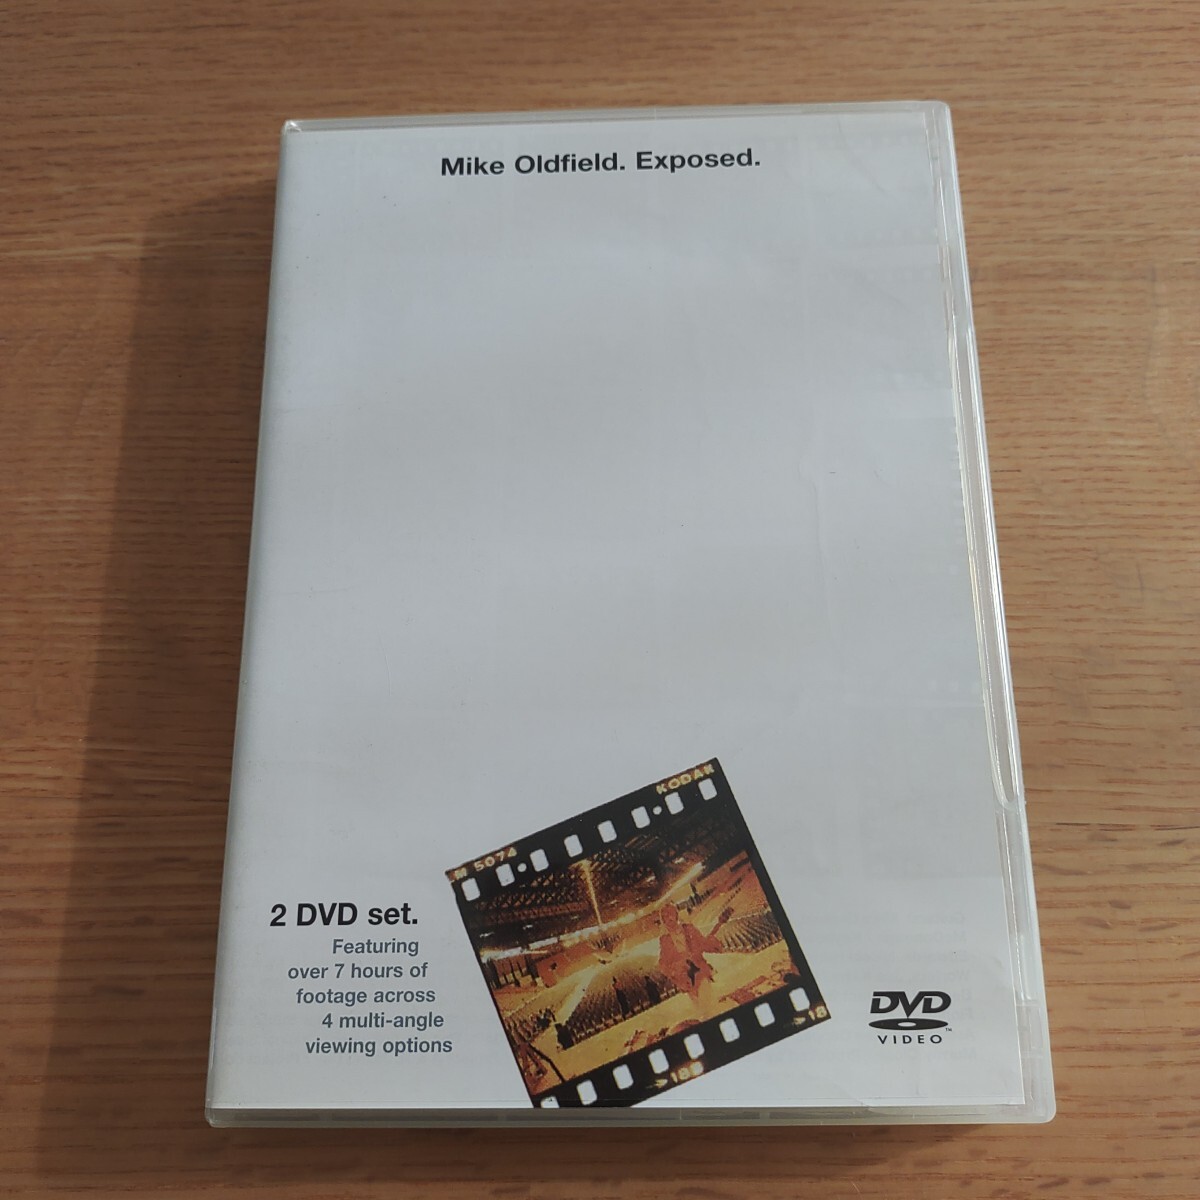 Mike Oldfield. Exposed.
KODAK
M 5074
2 DVD set.
Featuring
over 7 hours of
footage across
4 multi-angle
viewing options
18
DVD
VIDEO
TM